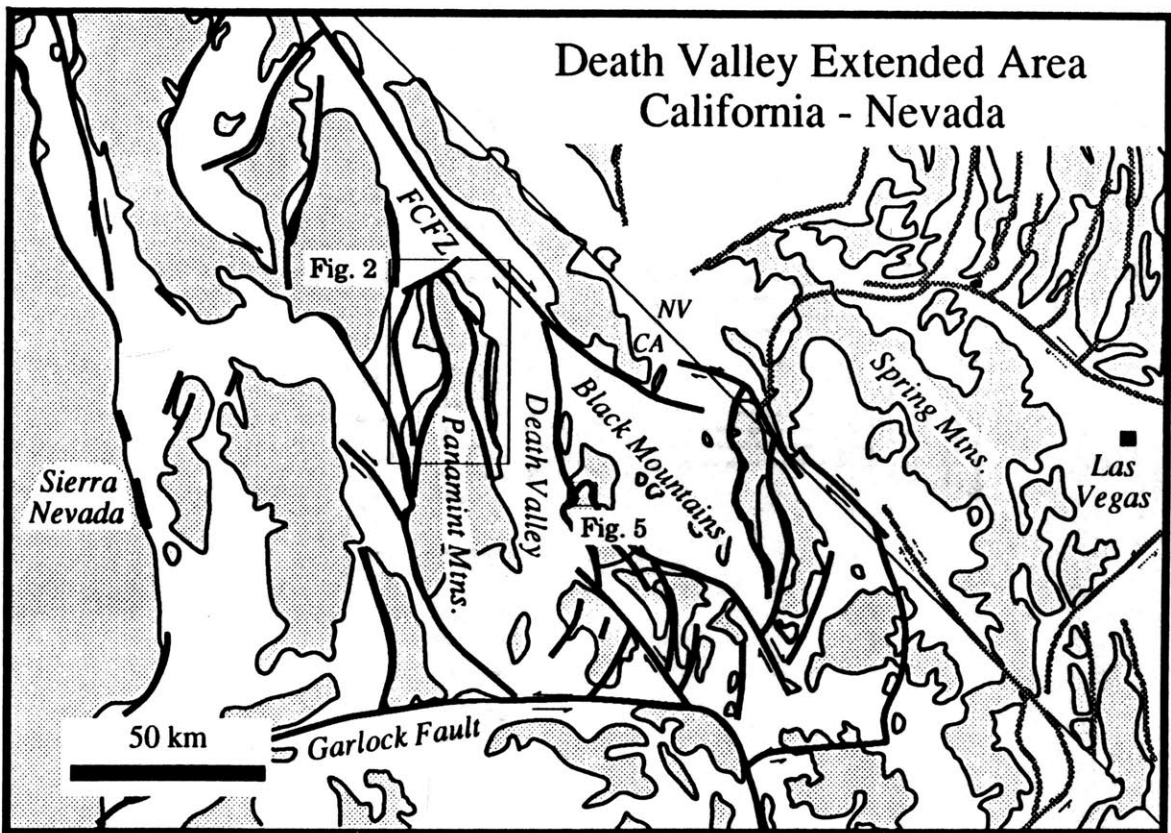 Death Valley Extended Area
California - Nevada
FCFZ
Fig. 2
NV
CA
Spring Mtns.
Black Mountains
Death Valley
Panamint Mtns.
Las
Vegas
Sierra
Nevada
Fig. 5
50 km
Garlock Fault